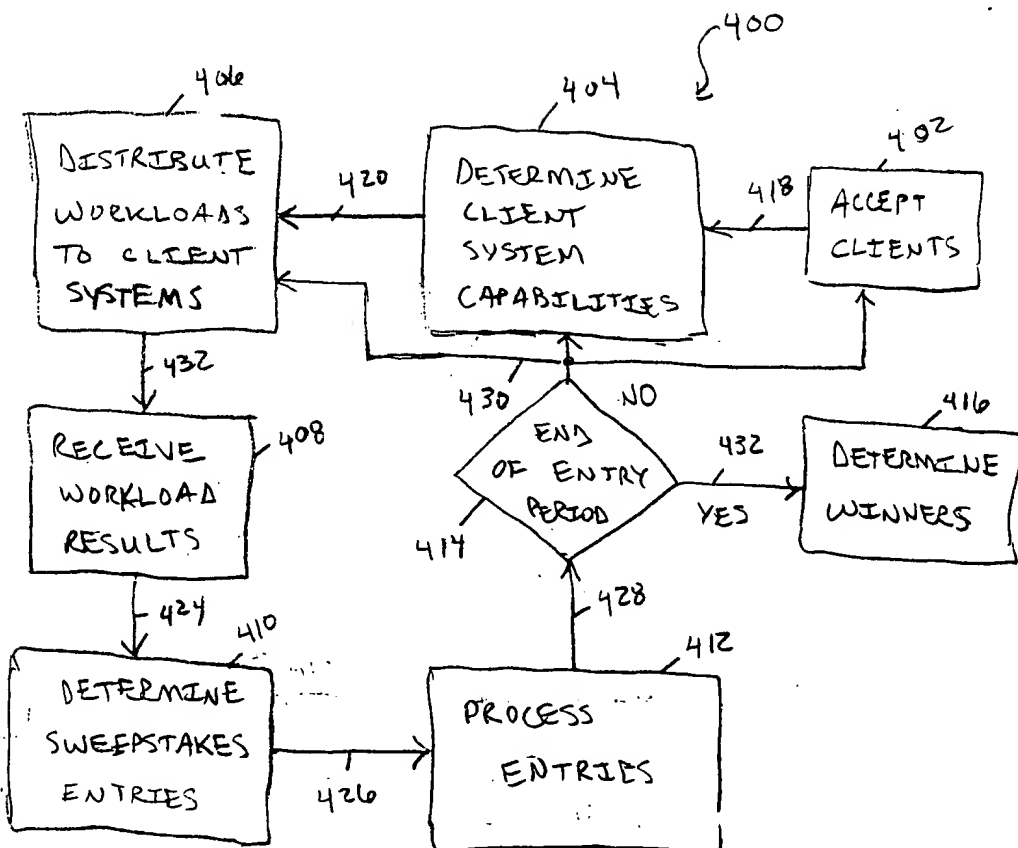 400
406
DISTRIBUTE
WORKLOADS
TO CLIENT
SYSTEMS
420
404
DETERMINE
CLIENT
SYSTEM
CAPABILITIES
418
402
ACCEPT
CLIENTS
432
430
NO
408
RECEIVE
WORKLOAD
RESULTS
END
OF ENTRY
PERIOD
414
432
YES
416
DETERMINE
WINNERS
424
428
410
DETERMINE
SWEEPSTAKES
ENTRIES
426
412
PROCESS
ENTRIES